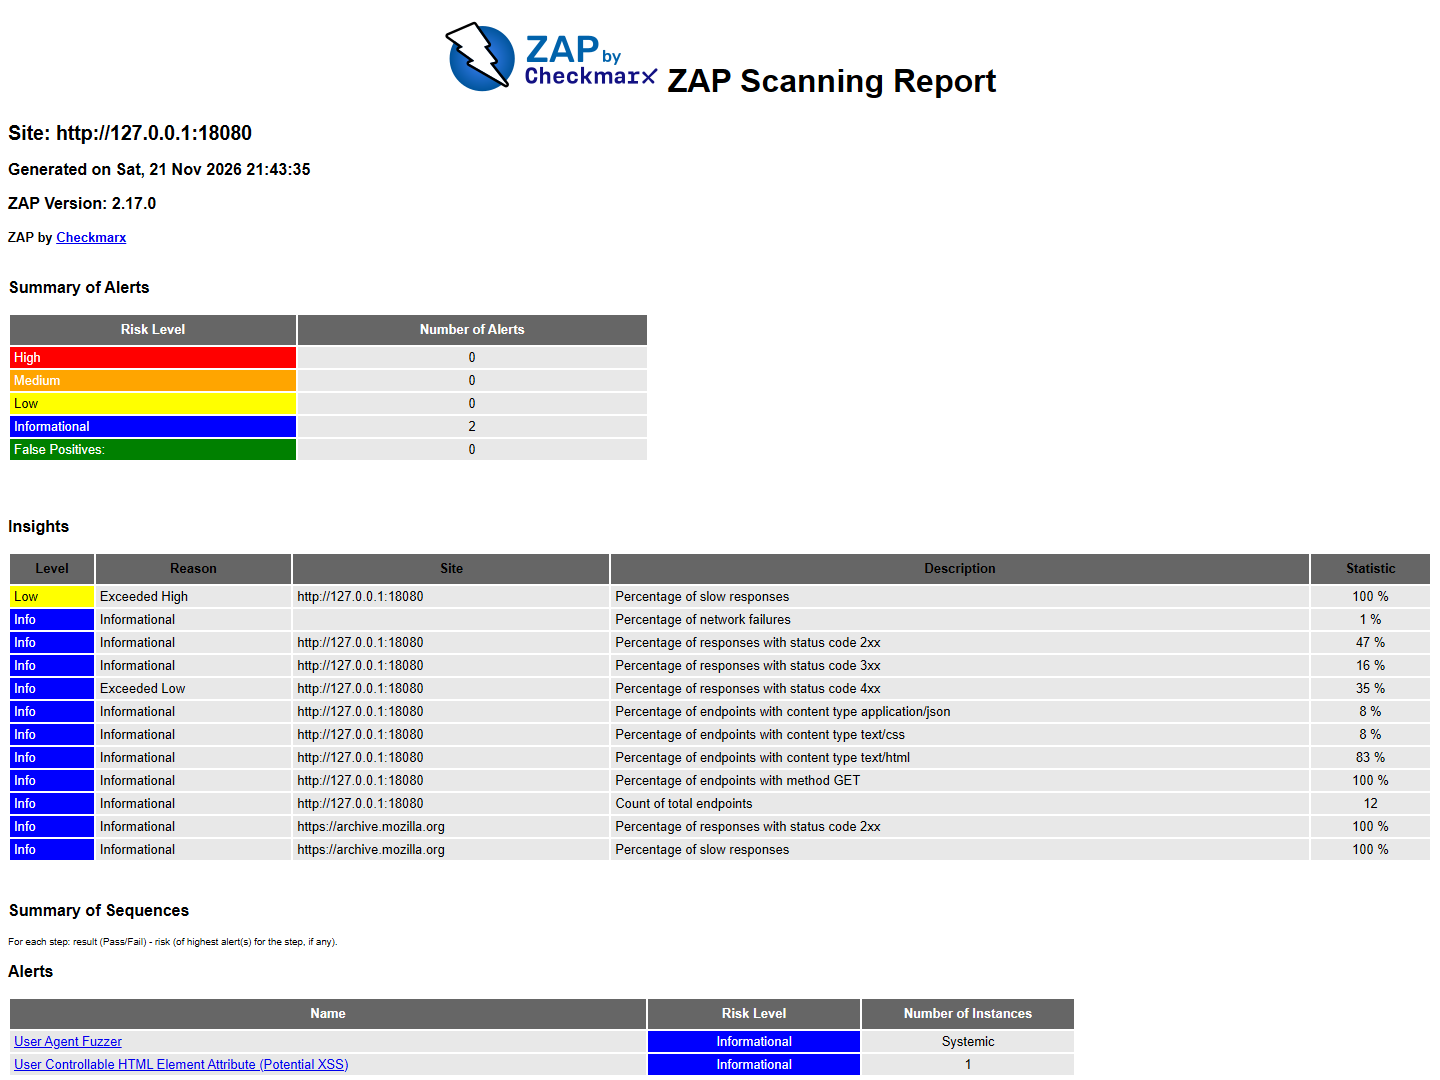 ZAP by
Checkmarx ZAP Scanning Report
Site: http://127.0.0.1:18080
Generated on Sat, 21 Nov 2026 21:43:35
ZAP Version: 2.17.0
ZAP by Checkmarx
Summary of Alerts
Risk Level Number of Alerts
High 0
Medium 0
Low 0
Informational 2
False Positives: 0
Insights
Level Reason Site Description Statistic
Low Exceeded High http://127.0.0.1:18080 Percentage of slow responses 100 %
Info Informational Percentage of network failures 1 %
Info Informational http://127.0.0.1:18080 Percentage of responses with status code 2xx 47 %
Info Informational http://127.0.0.1:18080 Percentage of responses with status code 3xx 16 %
Info Exceeded Low http://127.0.0.1:18080 Percentage of responses with status code 4xx 35 %
Info Informational http://127.0.0.1:18080 Percentage of endpoints with content type application/json 8 %
Info Informational http://127.0.0.1:18080 Percentage of endpoints with content type text/css 8 %
Info Informational http://127.0.0.1:18080 Percentage of endpoints with content type text/html 83 %
Info Informational http://127.0.0.1:18080 Percentage of endpoints with method GET 100 %
Info Informational http://127.0.0.1:18080 Count of total endpoints 12
Info Informational https://archive.mozilla.org Percentage of responses with status code 2xx 100 %
Info Informational https://archive.mozilla.org Percentage of slow responses 100 %
Summary of Sequences
For each step: result (Pass/Fail) - risk (of highest alert(s) for the step, if any).
Alerts
Name Risk Level Number of Instances
User Agent Fuzzer Informational Systemic
User Controllable HTML Element Attribute (Potential XSS) Informational 1